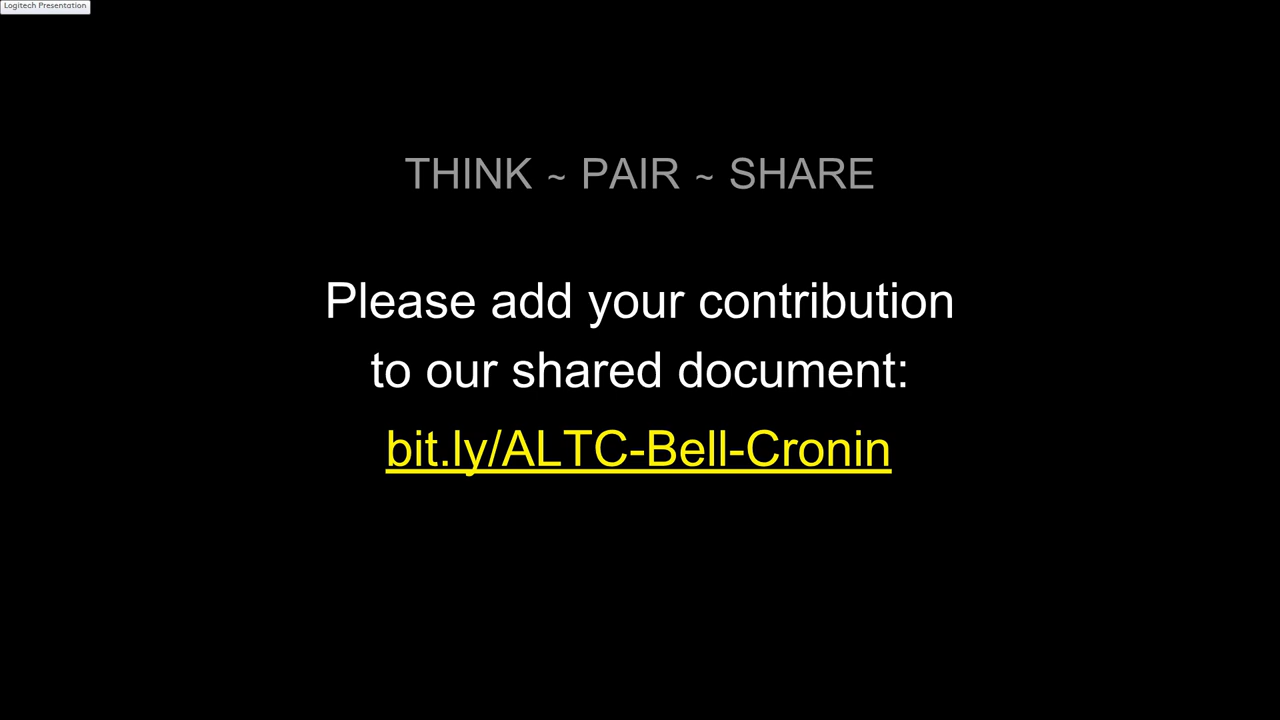 Logitech Presentation
THINK ~ PAIR ~ SHARE
Please add your contribution
to our shared document:
bit.ly/ALTC-Bell-Cronin